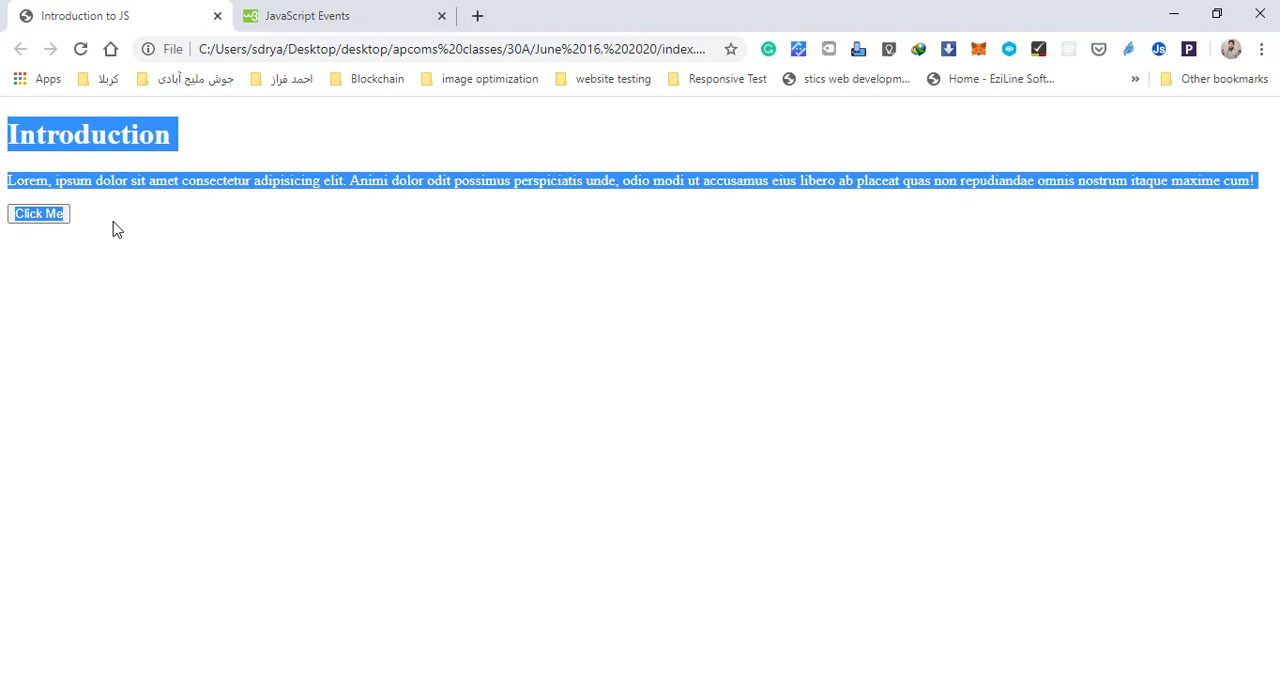 Introduction to JS
JavaScript Events
File
C:/Users/sdrya/Desktop/desktop/apcoms%20classes/30A/June%2016,%202020/index....
Apps
کربلا
جوش ملیح آبادی
احمد فراز
Blockchain
image optimization
website testing
Responsive Test
stics web developm...
Home - EziLine Soft...
»
Other bookmarks
Introduction
Lorem, ipsum dolor sit amet consectetur adipisicing elit. Animi dolor odit possimus perspiciatis unde, odio modi ut accusamus eius libero ab placeat quas non repudiandae omnis nostrum itaque maxime cum!
Click Me